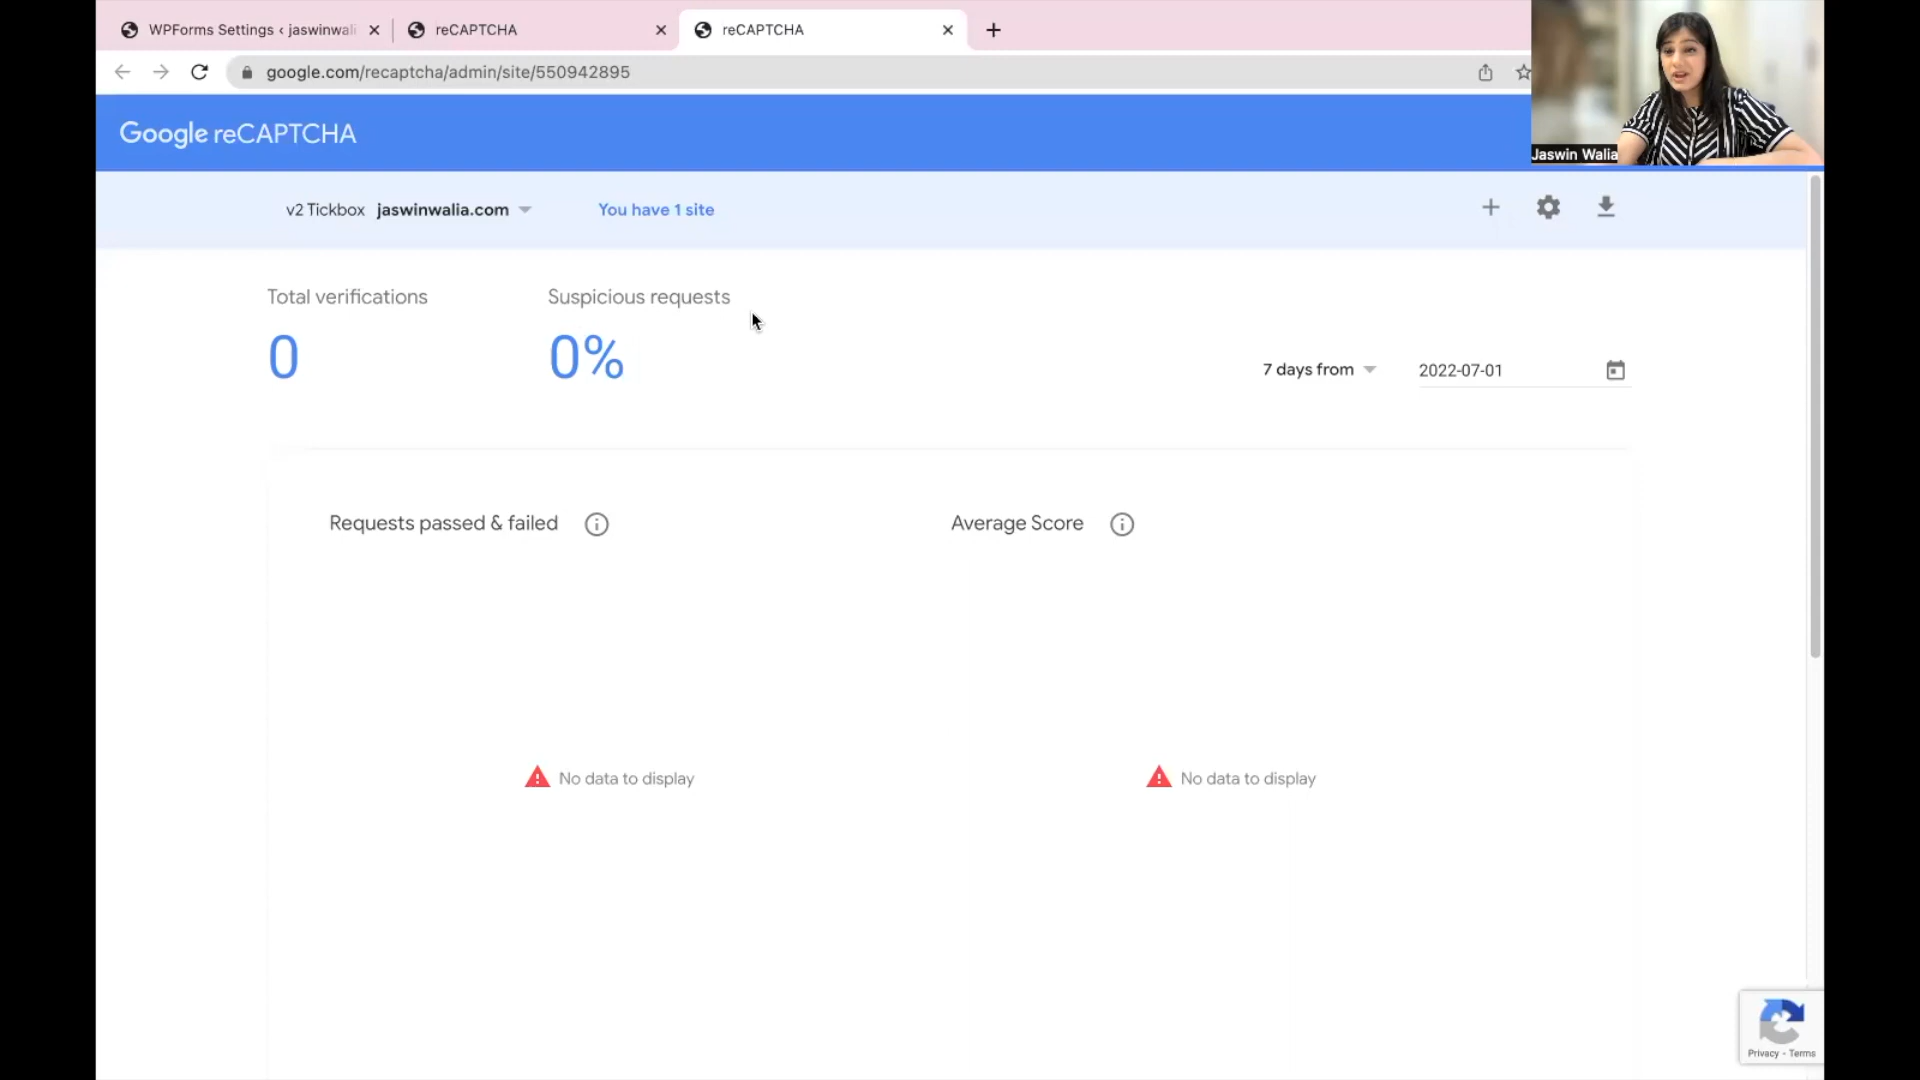 WPForms Settings ‹ jaswinwali
reCAPTCHA
reCAPTCHA
google.com/recaptcha/admin/site/550942895
Jaswin Walia
Google reCAPTCHA
v2 Tickbox jaswinwalia.com
You have 1 site
Total verifications
Suspicious requests
0
0%
7 days from
2022-07-01
Requests passed & failed
Average Score
No data to display
No data to display
Privacy - Terms